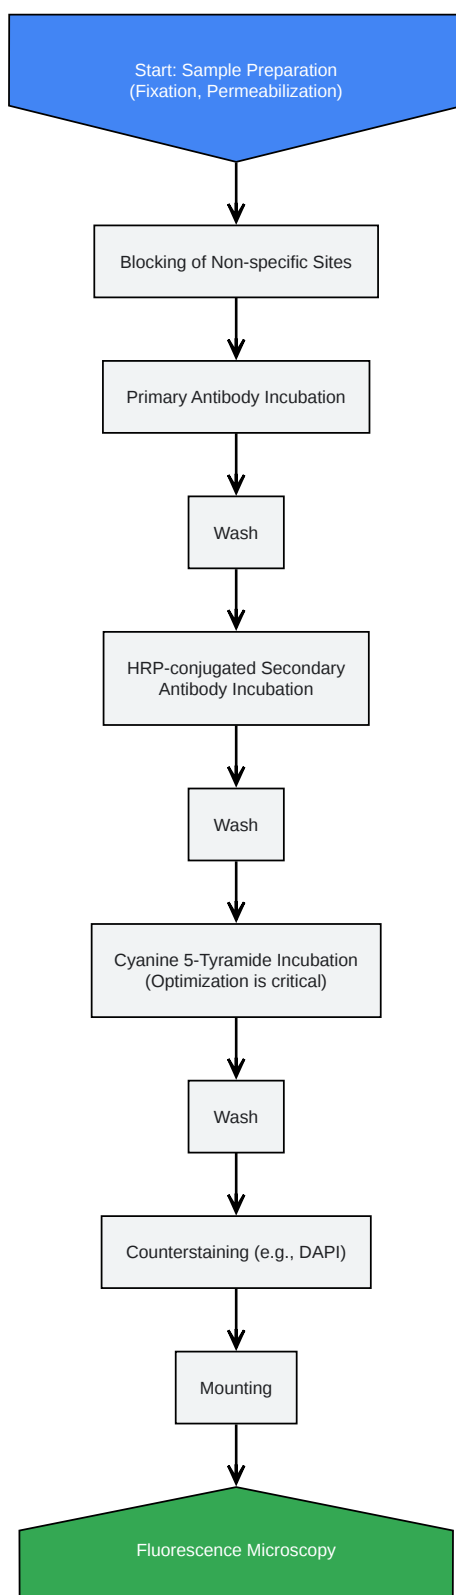 Start: Sample Preparation
(Fixation, Permeabilization)
Blocking of Non-specific Sites
Primary Antibody Incubation
Wash
HRP-conjugated Secondary
Antibody Incubation
Wash
Cyanine 5-Tyramide Incubation
(Optimization is critical)
Wash
Counterstaining (e.g., DAPI)
Mounting
Fluorescence Microscopy